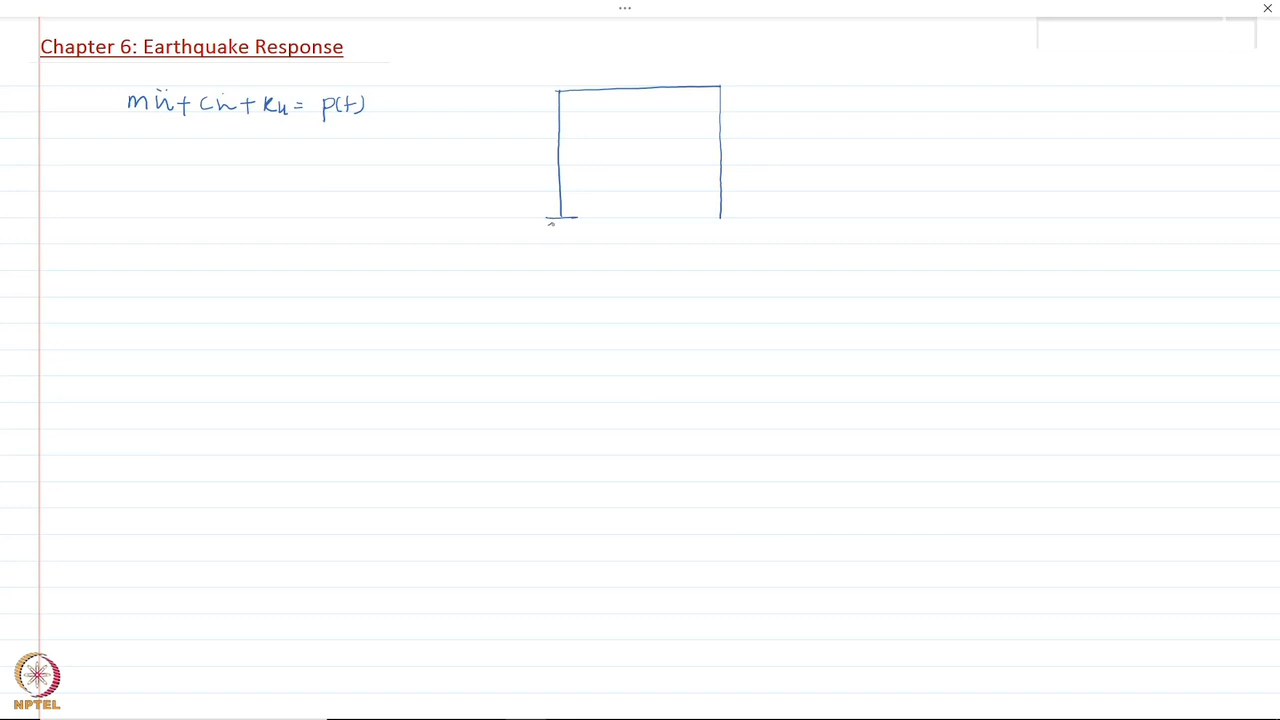 Chapter 6: Earthquake Response
mü + cu̇ + ku = p(t)
NPTEL